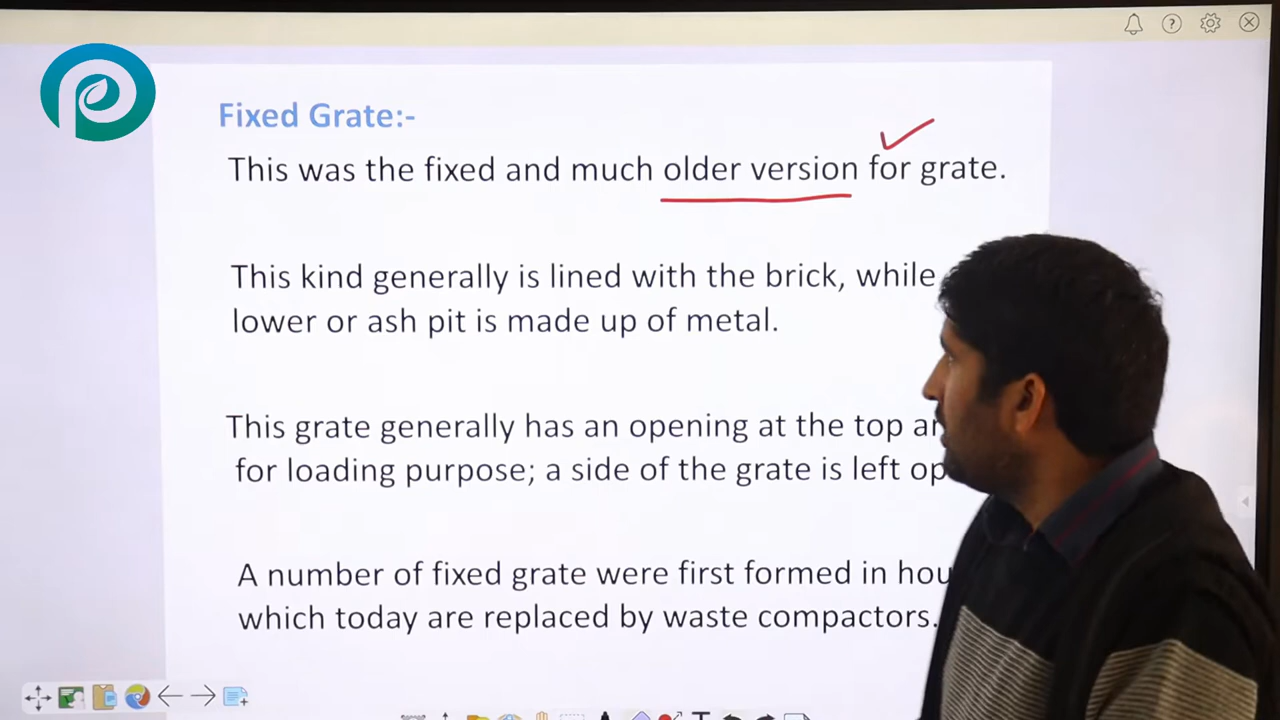 Fixed Grate:-
This was the fixed and much older version for grate.
This kind generally is lined with the brick, while
lower or ash pit is made up of metal.
This grate generally has an opening at the top
for loading purpose; a side of the grate is left
A number of fixed grate were first formed in
which today are replaced by waste compactors.